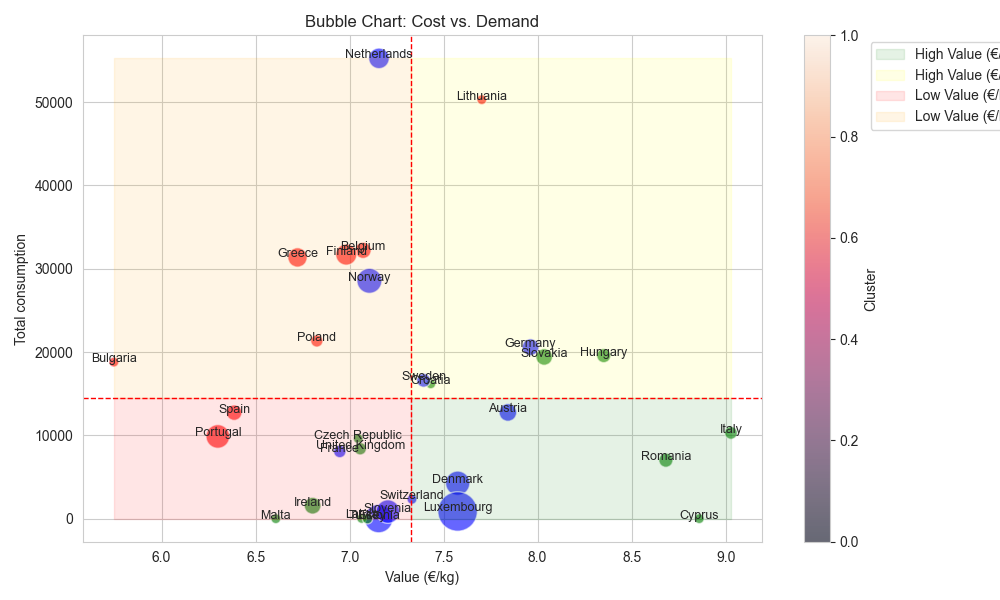 Bubble Chart: Cost vs. Demand
Total consumption
50000
40000
30000
20000
10000
0
6.0
6.5
7.0
7.5
8.0
8.5
9.0
Value (€/kg)
Netherlands
Lithuania
Greece
Finland
Belgium
Norway
Poland
Bulgaria
Germany
Slovakia
Hungary
Sweden
Croatia
Spain
Austria
Portugal
Czech Republic
United Kingdom
France
Italy
Romania
Denmark
Switzerland
Luxembourg
Slovenia
Ireland
Malta
Cyprus
1.0
0.8
0.6
0.4
0.2
0.0
Cluster
High Value (€/
High Value (€/
Low Value (€/
Low Value (€/